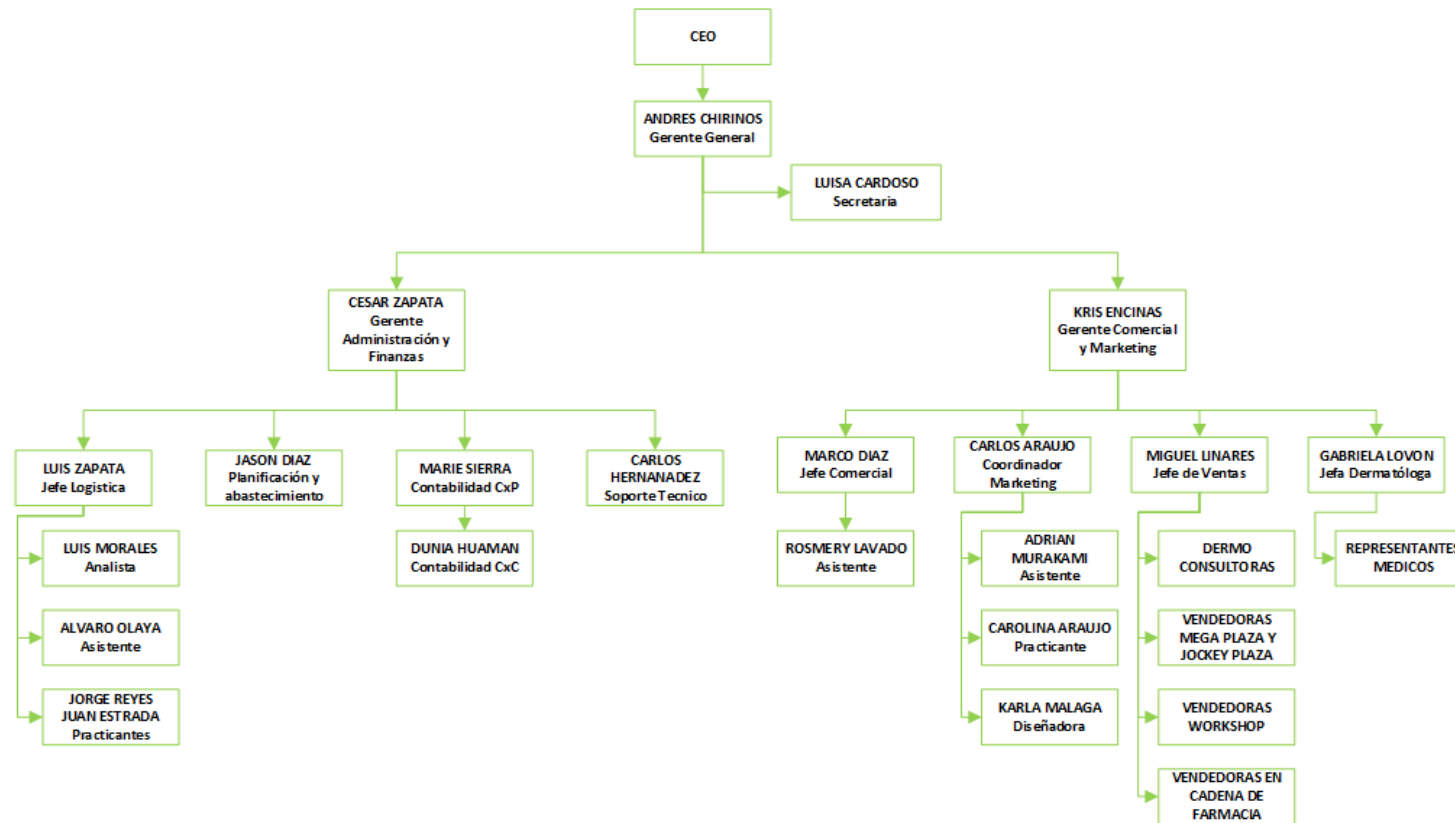 CEO
ANDRES CHIRINOS
Gerente General
LUISA CARDOSO
Secretaria
CESAR ZAPATA
Gerente
Administración y
Finanzas
KRIS ENCINAS
Gerente Comercial
y Marketing
LUIS ZAPATA
Jefe Logistica
JASON DIAZ
Planificación y
abastecimiento
MARIE SIERRA
Contabilidad CxP
CARLOS
HERNANADEZ
Soporte Tecnico
MARCO DIAZ
Jefe Comercial
CARLOS ARAUJO
Coordinador
Marketing
MIGUEL LINARES
Jefe de Ventas
GABRIELA LOVON
Jefa Dermatóloga
LUIS MORALES
Analista
DUNIA HUAMAN
Contabilidad CxC
ROSMERY LAVADO
Asistente
ADRIAN
MURAKAMI
Asistente
DERMO
CONSULTORAS
REPRESENTANTES
MEDICOS
ALVARO OLAYA
Asistente
CAROLINA ARAUJO
Practicante
VENDEDORAS
MEGA PLAZA Y
JOCKEY PLAZA
JORGE REYES
JUAN ESTRADA
Practicantes
KARLA MALAGA
Diseñadora
VENDEDORAS
WORKSHOP
VENDEDORAS EN
CADENA DE
FARMACIA